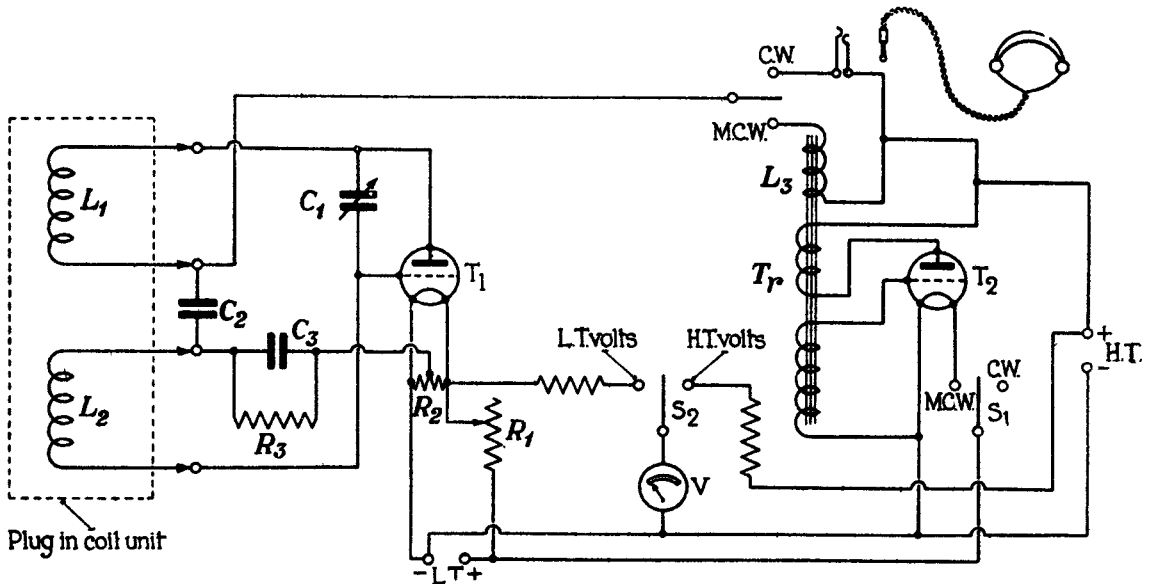 C.W.
M.C.W.
L1
C1
L3
C2
T1
Tr
T2
C3
L.T.volts
H.T.volts
+
H.T.
-
C.W.
L2
R2
S2
M.C.W.
S1
R3
R1
V
Plug in coil unit
- L T +